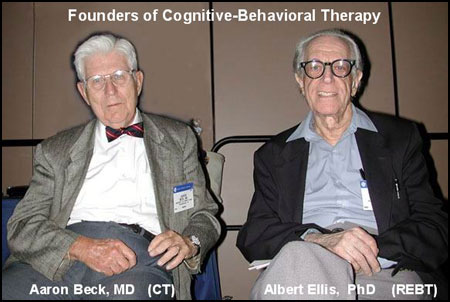 Founders of Cognitive-Behavioral Therapy
Aaron Beck, MD (CT) Albert Ellis, PhD (REBT)